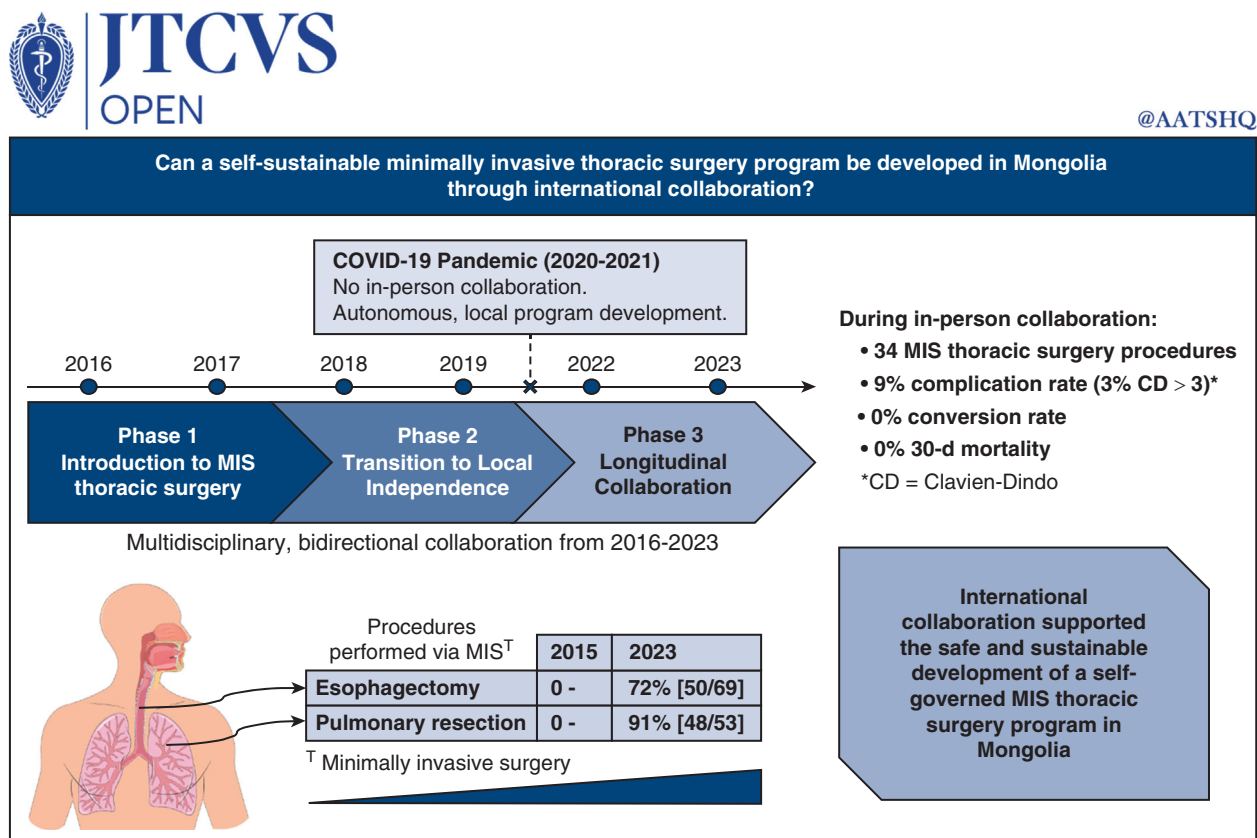 JTCVS
OPEN
@AATSHQ
Can a self-sustainable minimally invasive thoracic surgery program be developed in Mongolia
through international collaboration?
COVID-19 Pandemic (2020-2021)
No in-person collaboration.
Autonomous, local program development.
2016
2017
2018
2019
2022
2023
Phase 1
Introduction to MIS
thoracic surgery
Phase 2
Transition to Local
Independence
Phase 3
Longitudinal
Collaboration
Multidisciplinary, bidirectional collaboration from 2016-2023
During in-person collaboration:
• 34 MIS thoracic surgery procedures
• 9% complication rate (3% CD > 3)*
• 0% conversion rate
• 0% 30-d mortality
*CD = Clavien-Dindo
Procedures
performed via MIS<sup>T</sup> 2015 2023
Esophagectomy 0 - 72% [50/69]
Pulmonary resection 0 - 91% [48/53]
<sup>T</sup> Minimally invasive surgery
International
collaboration supported
the safe and sustainable
development of a self-
governed MIS thoracic
surgery program in
Mongolia